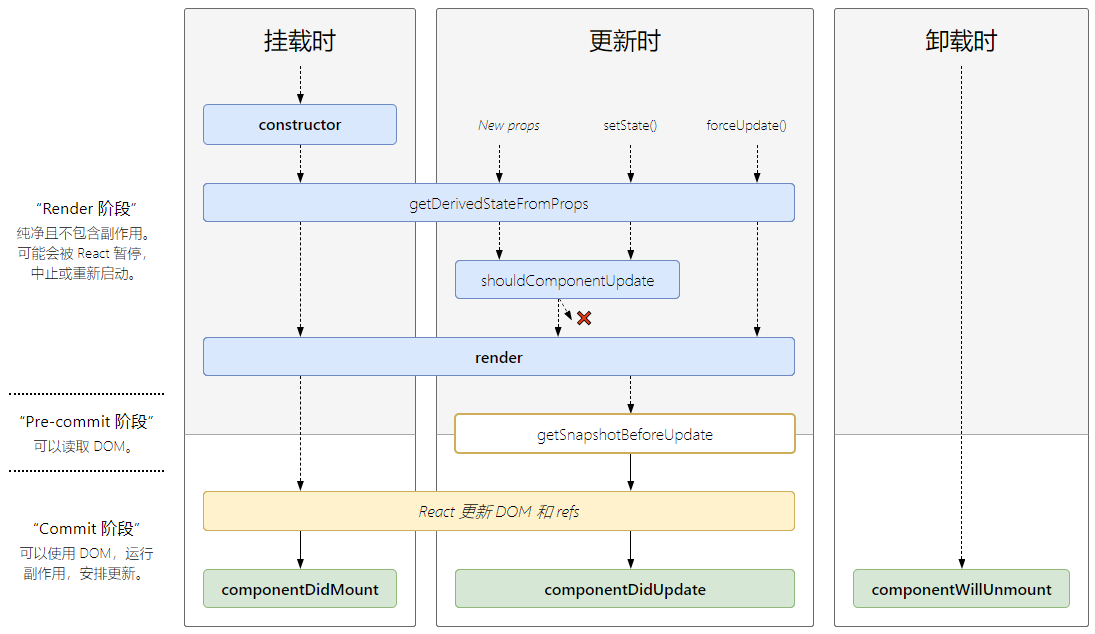 挂载时
更新时
卸载时
constructor
New props
setState()
forceUpdate()
“Render 阶段”
纯净且不包含副作用。
可能会被 React 暂停，
中止或重新启动。
getDerivedStateFromProps
shouldComponentUpdate
render
“Pre-commit 阶段”
可以读取 DOM。
getSnapshotBeforeUpdate
“Commit 阶段”
可以使用 DOM，运行
副作用，安排更新。
React 更新 DOM 和 refs
componentDidMount
componentDidUpdate
componentWillUnmount